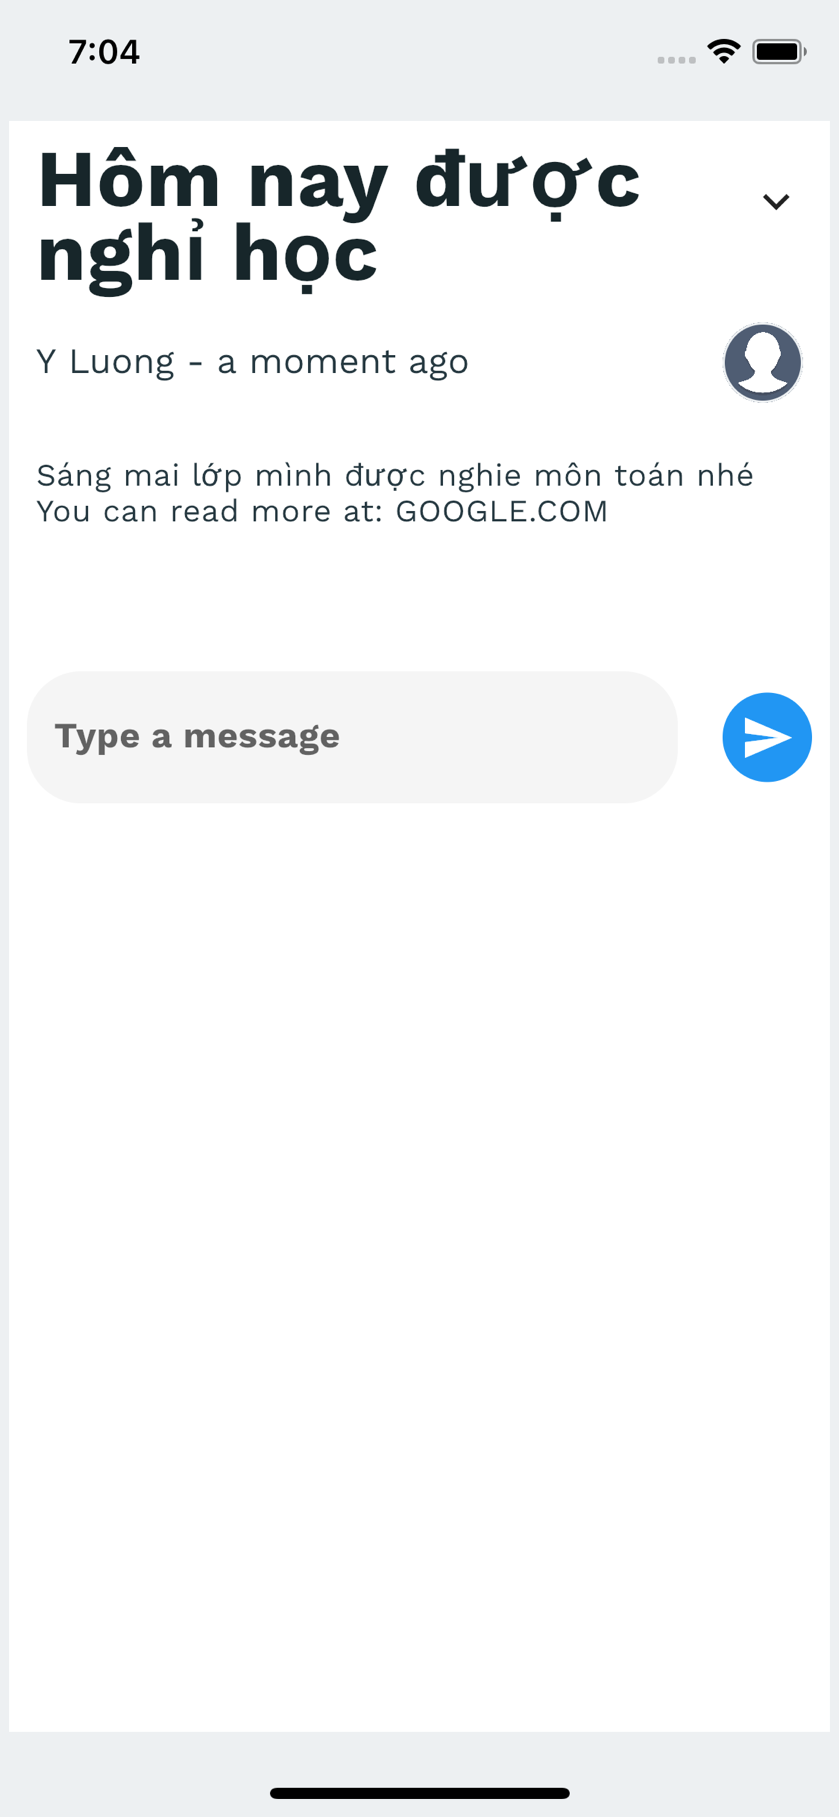 7:04
Hôm nay được
nghỉ học
Y Luong - a moment ago
Sáng mai lớp mình được nghie môn toán nhé
You can read more at: GOOGLE.COM
Type a message